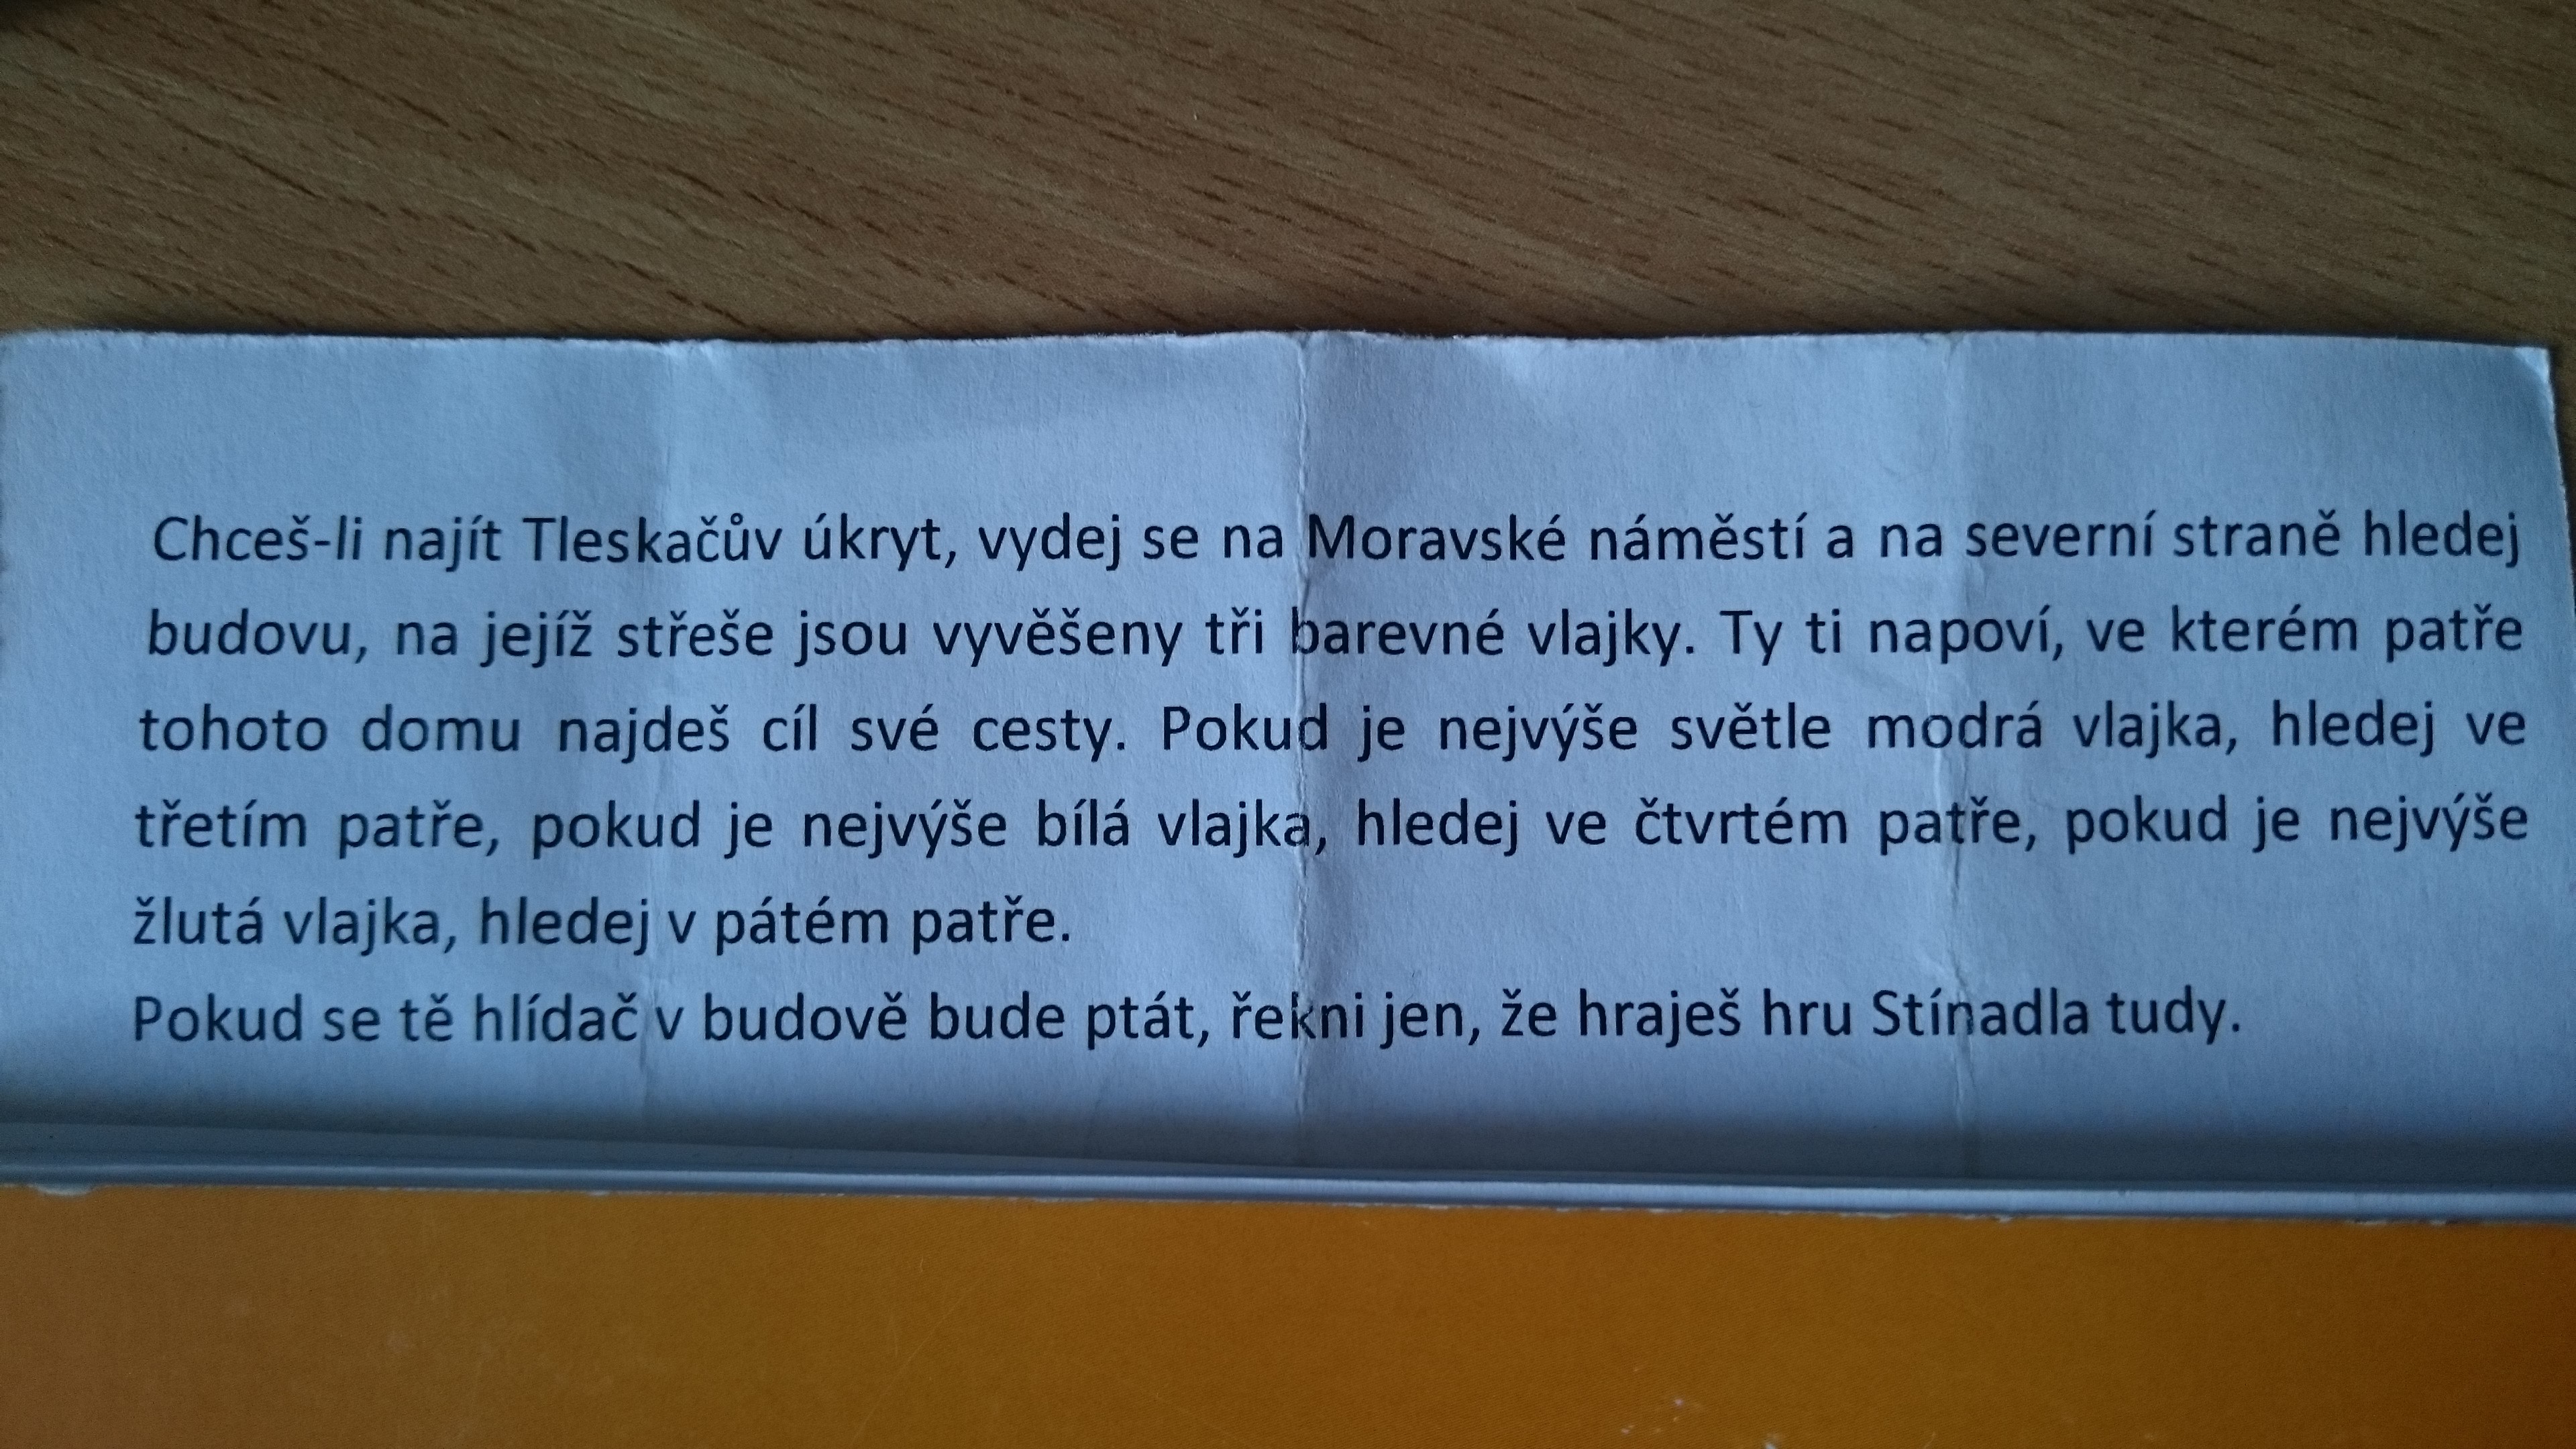 Chceš-li najít Tleskačův úkryt, vydej se na Moravské náměstí a na severní straně hledej
budovu, na jejíž střeše jsou vyvěšeny tři barevné vlajky. Ty ti napoví, ve kterém patře
tohoto domu najdeš cíl své cesty. Pokud je nejvýše světle modrá vlajka, hledej ve
třetím patře, pokud je nejvýše bílá vlajka, hledej ve čtvrtém patře, pokud je nejvýše
žlutá vlajka, hledej v pátém patře.
Pokud se tě hlídač v budově bude ptát, řekni jen, že hraješ hru Stínadla tudy.